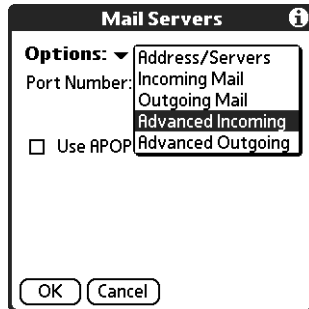 Mail Servers
Options:
Address/Servers
Port Number:
Incoming Mail
Outgoing Mail
Advanced Incoming
Use APOP
Advanced Outgoing
OK
Cancel